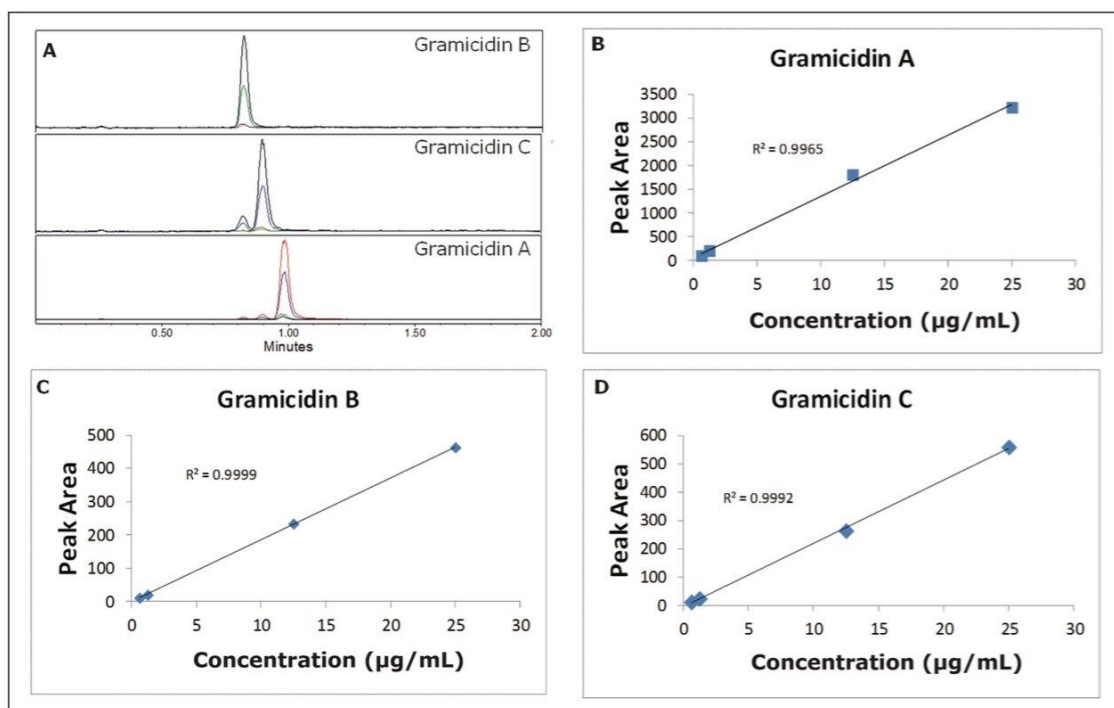 A
Gramicidin B
Gramicidin C
Gramicidin A
0.50
1.00
1.50
2.00
Minutes
B
Gramicidin A
3500
3000
2500
2000
1500
1000
500
0
R² = 0.9965
Peak Area
0 5 10 15 20 25 30
Concentration (µg/mL)
C
Gramicidin B
500
400
300
200
100
0
R² = 0.9999
Peak Area
0 5 10 15 20 25 30
Concentration (µg/mL)
D
Gramicidin C
600
500
400
300
200
100
0
R² = 0.9992
Peak Area
0 5 10 15 20 25 30
Concentration (µg/mL)